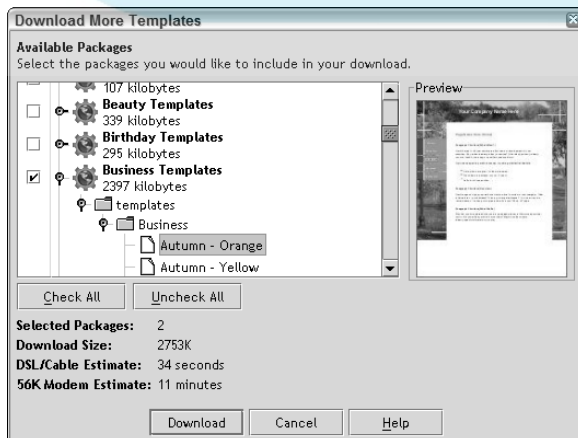 Download More Templates
Available Packages
Select the packages you would like to include in your download.
107 kilobytes
Beauty Templates
339 kilobytes
Birthday Templates
295 kilobytes
Business Templates
2397 kilobytes
templates
Business
Autumn - Orange
Autumn - Yellow
Preview
Your Company Name Here
Check All
Uncheck All
Selected Packages: 2
Download Size: 2753K
DSL/Cable Estimate: 34 seconds
56K Modem Estimate: 11 minutes
Download
Cancel
Help